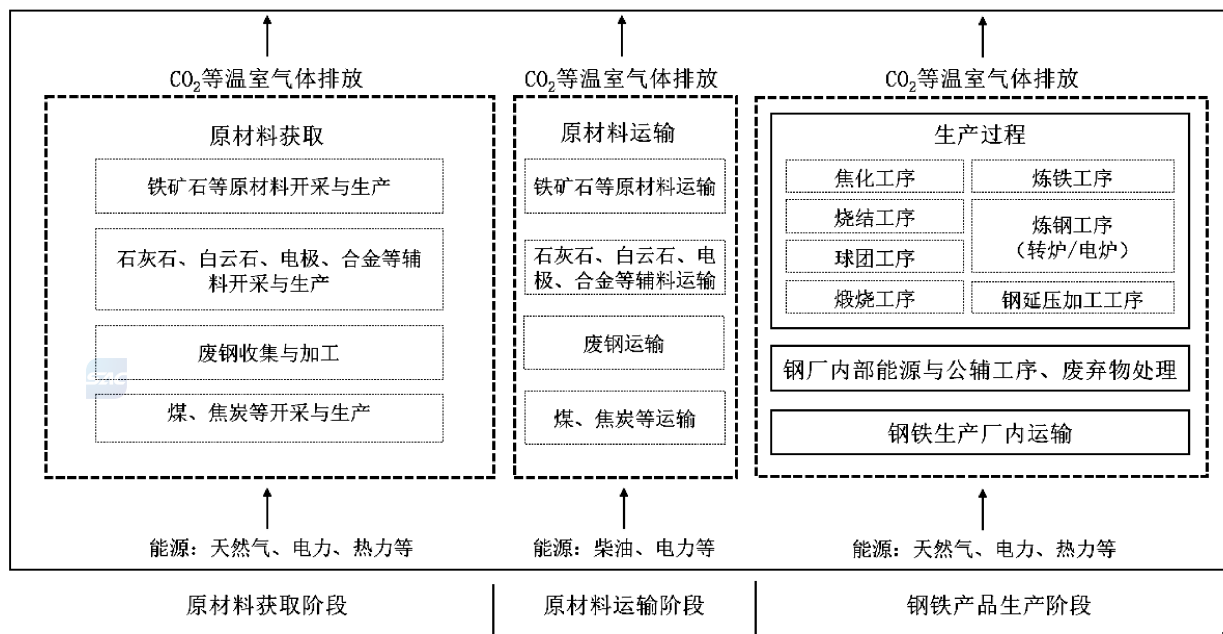 CO₂等温室气体排放
CO₂等温室气体排放
CO₂等温室气体排放
原材料获取
铁矿石等原材料开采与生产
石灰石、白云石、电极、合金等辅
料开采与生产
废钢收集与加工
煤、焦炭等开采与生产
原材料运输
铁矿石等原材料运输
石灰石、白云石、电
极、合金等辅料运输
废钢运输
煤、焦炭等运输
生产过程
焦化工序
烧结工序
球团工序
煅烧工序
炼铁工序
炼钢工序
（转炉/电炉）
钢延压加工工序
钢厂内部能源与公辅工序、废弃物处理
钢铁生产厂内运输
能源：天然气、电力、热力等
能源：柴油、电力等
能源：天然气、电力、热力等
原材料获取阶段
原材料运输阶段
钢铁产品生产阶段